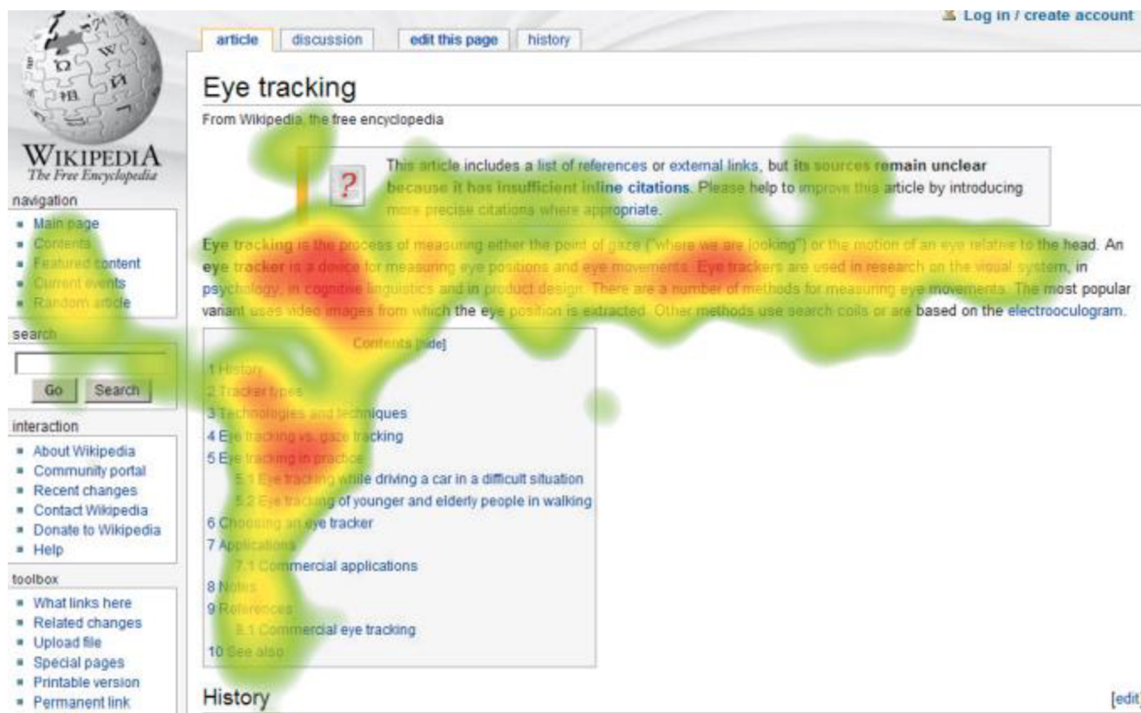 Log in / create account
article
discussion
edit this page
history
Eye tracking
From Wikipedia, the free encyclopedia
WIKIPEDIA
The Free Encyclopedia
This article includes a list of references or external links, but its sources remain unclear
because it has insufficient inline citations. Please help to improve this article by introducing
more precise citations where appropriate.
navigation
Main page
Contents
Featured content
Current events
Random article
Eye tracking is the process of measuring either the point of gaze ("where we are looking") or the motion of an eye relative to the head. An
eye tracker is a device for measuring eye positions and eye movements. Eye trackers are used in research on the visual system, in
psychology, in cognitive linguistics and in product design. There are a number of methods for measuring eye movements. The most popular
variant uses video images from which the eye position is extracted. Other methods use search coils or are based on the electrooculogram.
search
Go
Search
interaction
About Wikipedia
Community portal
Recent changes
Contact Wikipedia
Donate to Wikipedia
Help
toolbox
What links here
Related changes
Upload file
Special pages
Printable version
Permanent link
Contents [hide]
1 History
2 Tracker types
3 Technologies and techniques
4 Eye tracking vs. gaze tracking
5 Eye tracking in practice
5.1 Eye tracking while driving a car in a difficult situation
5.2 Eye tracking of younger and elderly people in walking
6 Choosing an eye tracker
7 Applications
7.1 Commercial applications
8 Notes
9 References
9.1 Commercial eye tracking
10 See also
History
[edit]